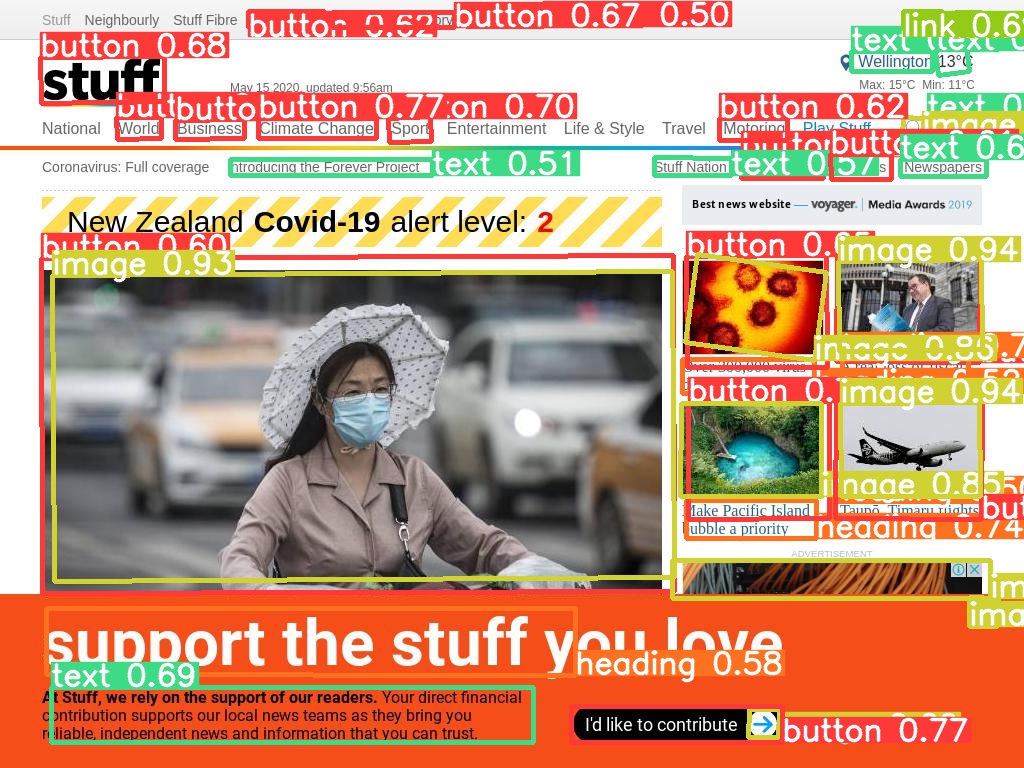 Stuff Neighbourly Stuff Fibre
button 0.62
button 0.67 0.50
link 0.6
button 0.68
text
stuff
May 15 2020, updated 9:56am
Wellington 13°C
Max: 15°C Min: 11°C
button 0.77
on 0.70
button 0.62
text 0
image
National World Business Climate Change Sport Entertainment Life & Style Travel Motoring Play Stuff
Coronavirus: Full coverage
Introducing the Forever Project
text 0.51
Stuff Nation
text 0.57
text 0.6
Newspapers
New Zealand Covid-19 alert level: 2
Best news website — voyager. | Media Awards 2019
button 0.60
image 0.93
button
image 0.94
image 0.85
Over 300,000 virus
button 0.
image 0.94
image 0.85
Make Pacific Island
bubble a priority
Taupō, Timaru flights
heading 0.74
ADVERTISEMENT
support the stuff you love
heading 0.58
text 0.69
At Stuff, we rely on the support of our readers. Your direct financial
contribution supports our local news teams as they bring you
reliable, independent news and information that you can trust.
I'd like to contribute
button 0.77